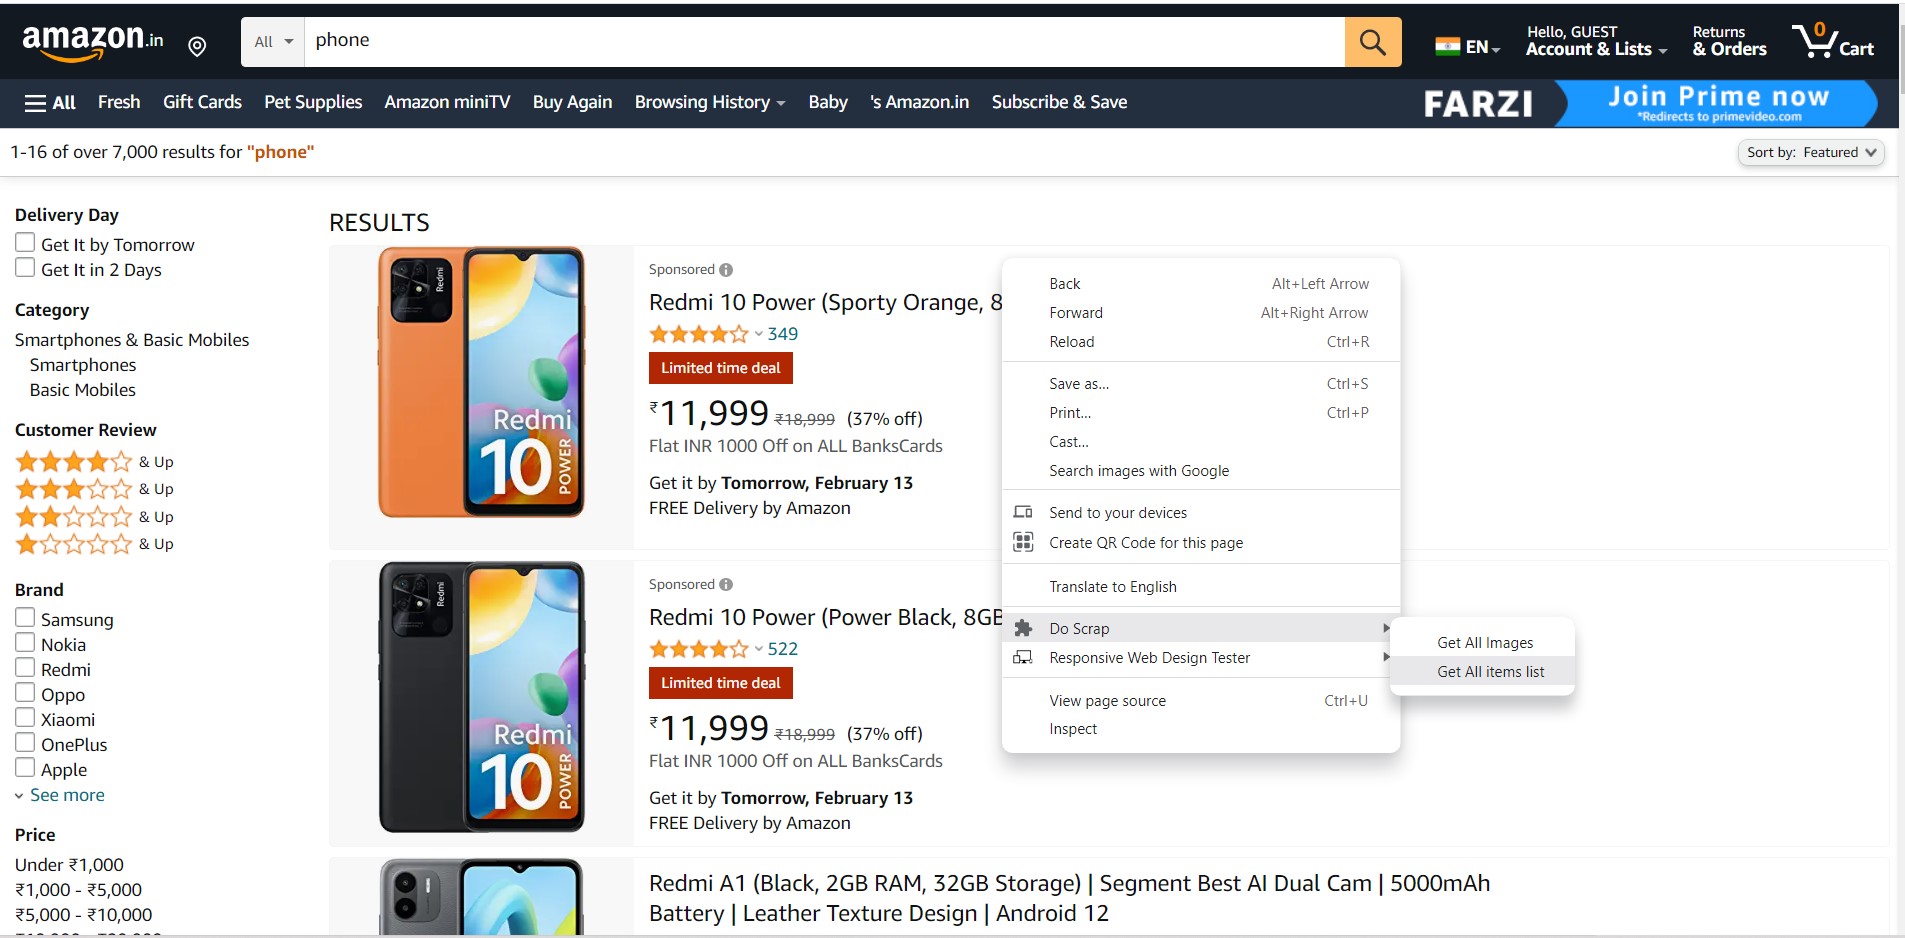 amazon.in
All
phone
EN
Hello, GUEST
Account & Lists
Returns
& Orders
0
Cart
All
Fresh
Gift Cards
Pet Supplies
Amazon miniTV
Buy Again
Browsing History
Baby
's Amazon.in
Subscribe & Save
FARZI
Join Prime now
*Redirects to primevideo.com
1-16 of over 7,000 results for "phone"
Sort by: Featured
Delivery Day
Get It by Tomorrow
Get It in 2 Days
Category
Smartphones & Basic Mobiles
Smartphones
Basic Mobiles
Customer Review
& Up
& Up
& Up
& Up
Brand
Samsung
Nokia
Redmi
Oppo
Xiaomi
OnePlus
Apple
See more
Price
Under ₹1,000
₹1,000 - ₹5,000
₹5,000 - ₹10,000
RESULTS
Redmi
Redmi
10
POWER
Sponsored
Redmi 10 Power (Sporty Orange, 8
349
Limited time deal
₹11,999 ₹18,999 (37% off)
Flat INR 1000 Off on ALL BanksCards
Get it by Tomorrow, February 13
FREE Delivery by Amazon
Redmi
Redmi
10
POWER
Sponsored
Redmi 10 Power (Power Black, 8GB
522
Limited time deal
₹11,999 ₹18,999 (37% off)
Flat INR 1000 Off on ALL BanksCards
Get it by Tomorrow, February 13
FREE Delivery by Amazon
Redmi A1 (Black, 2GB RAM, 32GB Storage) | Segment Best AI Dual Cam | 5000mAh
Battery | Leather Texture Design | Android 12
Back Alt+Left Arrow
Forward Alt+Right Arrow
Reload Ctrl+R
Save as... Ctrl+S
Print... Ctrl+P
Cast...
Search images with Google
Send to your devices
Create QR Code for this page
Translate to English
Do Scrap
Responsive Web Design Tester
View page source Ctrl+U
Inspect
Get All Images
Get All items list